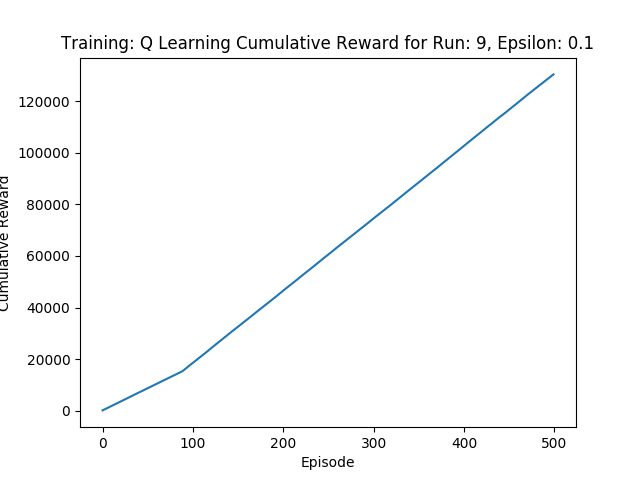 Training: Q Learning Cumulative Reward for Run: 9, Epsilon: 0.1
120000
100000
80000
60000
40000
20000
0
Cumulative Reward
0 100 200 300 400 500
Episode